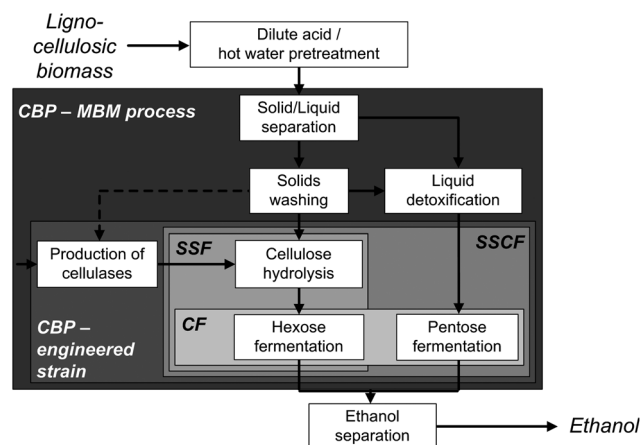 Ligno-
cellulosic
biomass
Dilute acid /
hot water pretreatment
CBP – MBM process
Solid/Liquid
separation
Solids
washing
Liquid
detoxification
Production of
cellulases
SSF
Cellulose
hydrolysis
SSCF
CBP –
engineered
strain
CF
Hexose
fermentation
Pentose
fermentation
Ethanol
separation
Ethanol